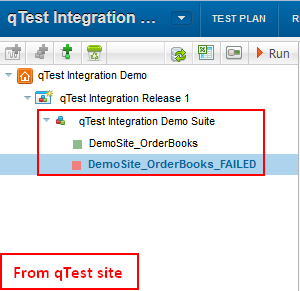 qTest Integration ...
TEST PLAN
Run
qTest Integration Demo
qTest Integration Release 1
qTest Integration Demo Suite
DemoSite_OrderBooks
DemoSite_OrderBooks_FAILED
From qTest site